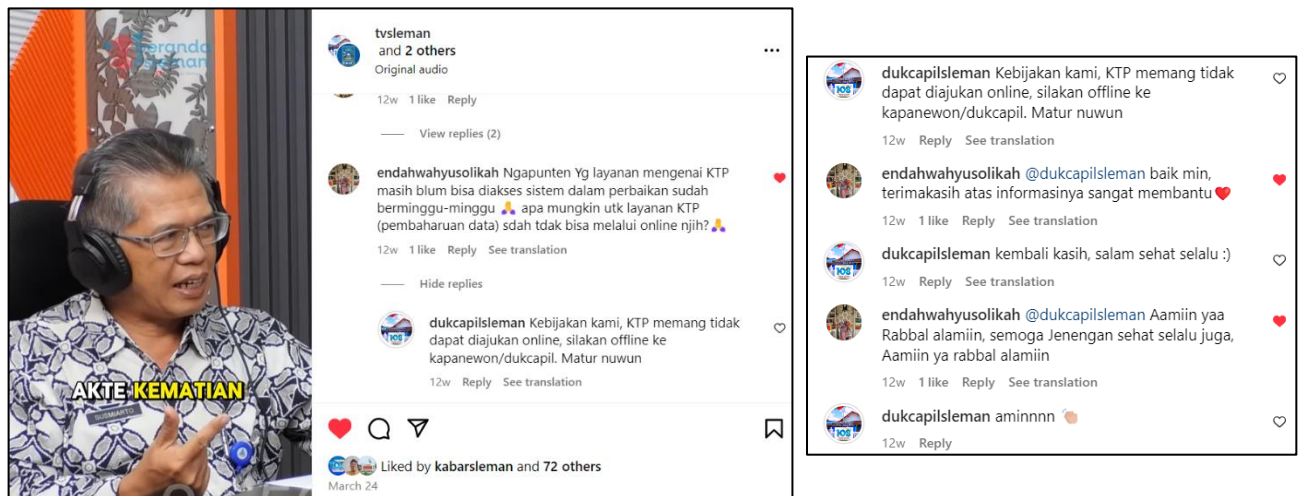 Beranda
Sleman
AKTE KEMATIAN
SUSMIARTO
tvsleman
and 2 others
Original audio
12w 1 like Reply
View replies (2)
endahwahyusolikah Ngapunten Yg layanan mengenai KTP
masih blum bisa diakses sistem dalam perbaikan sudah
berminggu-minggu 🙏 apa mungkin utk layanan KTP
(pembaharuan data) sdah tdak bisa melalui online njih? 🙏
12w 1 like Reply See translation
Hide replies
dukcapilsleman Kebijakan kami, KTP memang tidak
dapat diajukan online, silakan offline ke
kapanewon/dukcapil. Matur nuwun
12w Reply See translation
Liked by kabarsleman and 72 others
March 24
dukcapilsleman Kebijakan kami, KTP memang tidak
dapat diajukan online, silakan offline ke
kapanewon/dukcapil. Matur nuwun
12w Reply See translation
endahwahyusolikah @dukcapilsleman baik min,
terimakasih atas informasinya sangat membantu❤️
12w 1 like Reply See translation
dukcapilsleman kembali kasih, salam sehat selalu :)
12w Reply See translation
endahwahyusolikah @dukcapilsleman Aamiin yaa
Rabbal alamiin, semoga Jenengan sehat selalu juga,
Aamiin ya rabbal alamiin
12w 1 like Reply See translation
dukcapilsleman aminnnn 👏🏼
12w Reply